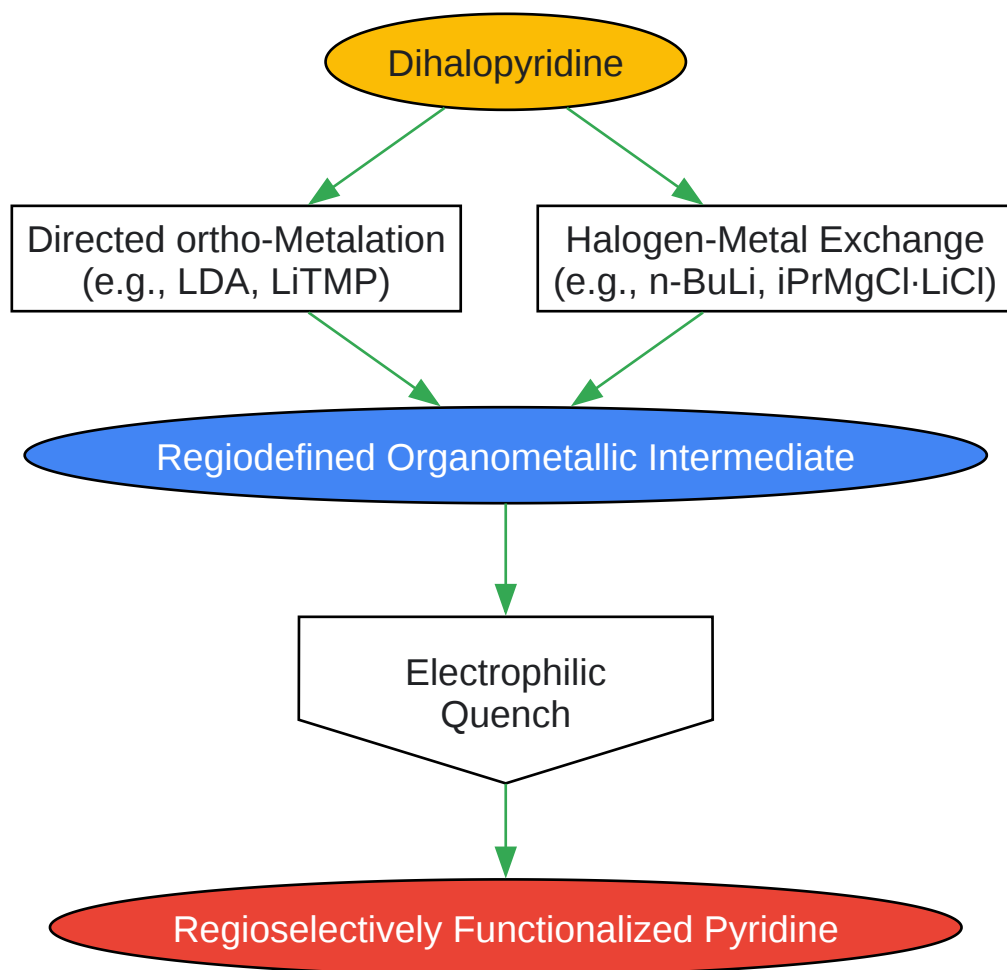 Dihalopyridine
Directed ortho-Metalation
(e.g., LDA, LiTMP)
Halogen-Metal Exchange
(e.g., n-BuLi, iPrMgCl·LiCl)
Regiodefined Organometallic Intermediate
Electrophilic
Quench
Regioselectively Functionalized Pyridine